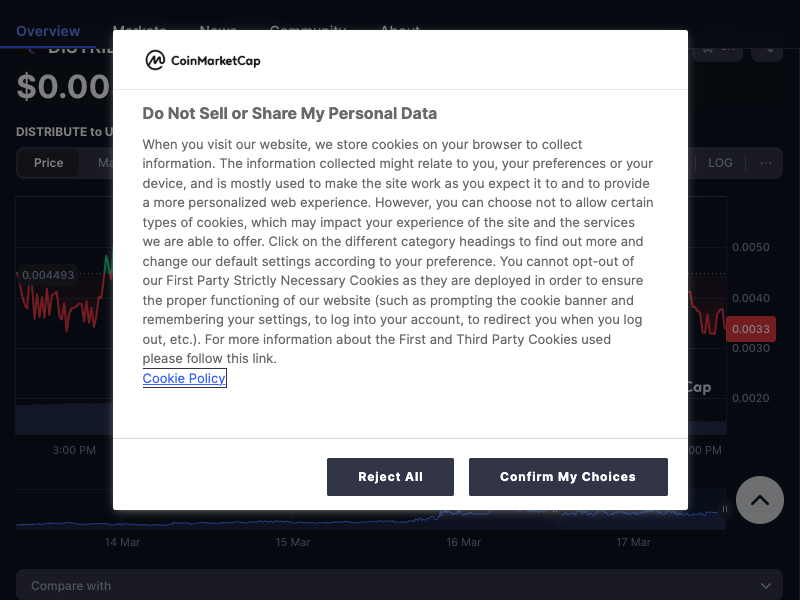 Overview Markets News Community About
$0.00
DISTRIBUTE to U
Price Ma LOG ...
CoinMarketCap
Do Not Sell or Share My Personal Data
When you visit our website, we store cookies on your browser to collect
information. The information collected might relate to you, your preferences or your
device, and is mostly used to make the site work as you expect it to and to provide
a more personalized web experience. However, you can choose not to allow certain
types of cookies, which may impact your experience of the site and the services
we are able to offer. Click on the different category headings to find out more and
change our default settings according to your preference. You cannot opt-out of
our First Party Strictly Necessary Cookies as they are deployed in order to ensure
the proper functioning of our website (such as prompting the cookie banner and
remembering your settings, to log into your account, to redirect you when you log
out, etc.). For more information about the First and Third Party Cookies used
please follow this link.
Cookie Policy
Reject All
Confirm My Choices
0.004493
0.0050
0.0040
0.0033
0.0030
0.0020
Cap
3:00 PM
:00 PM
14 Mar 15 Mar 16 Mar 17 Mar
Compare with